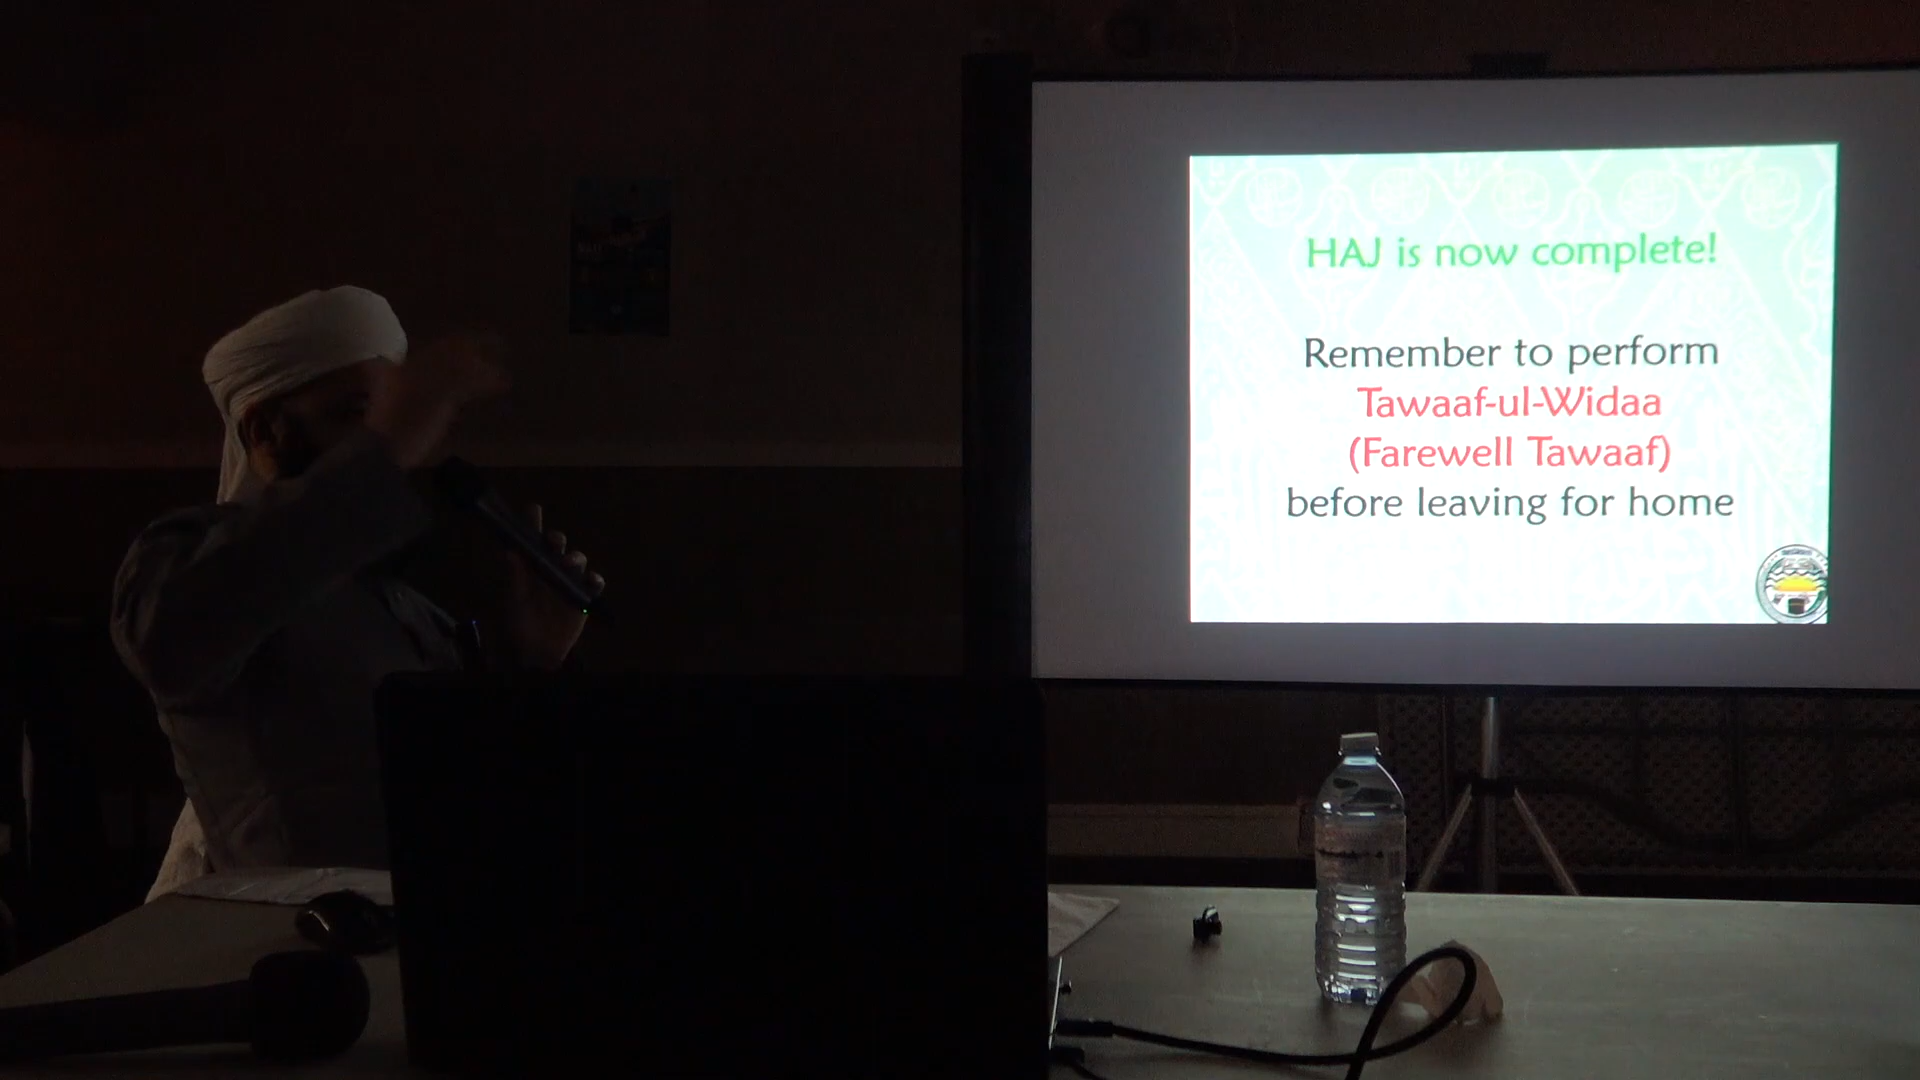 HAJ is now complete!
Remember to perform
Tawaaf-ul-Widaa
(Farewell Tawaaf)
before leaving for home